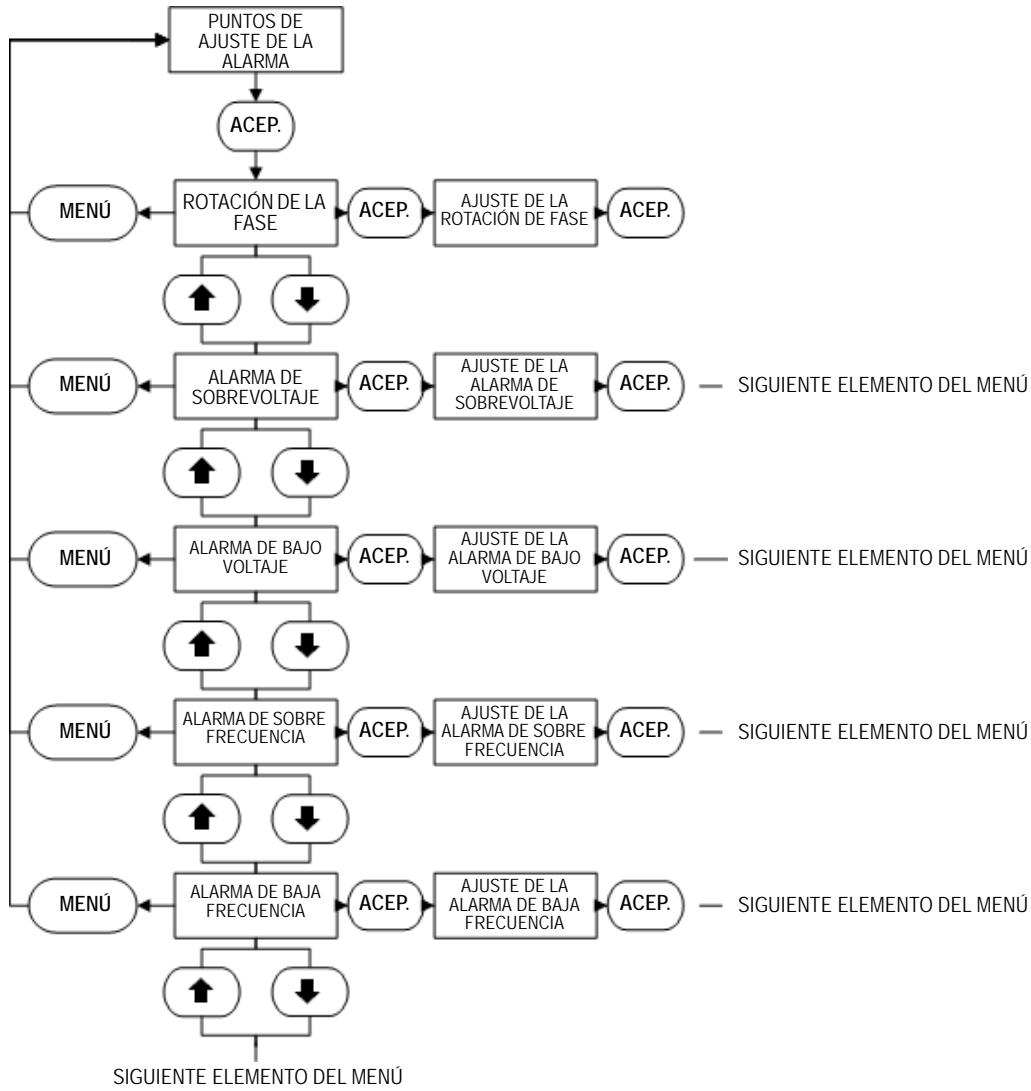 PUNTOS DE
AJUSTE DE LA
ALARMA
ACEP.
MENÚ
ROTACIÓN DE LA
FASE
ACEP.
AJUSTE DE LA
ROTACIÓN DE FASE
ACEP.
MENÚ
ALARMA DE
SOBREVOLTAJE
ACEP.
AJUSTE DE LA
ALARMA DE
SOBREVOLTAJE
ACEP.
SIGUIENTE ELEMENTO DEL MENÚ
MENÚ
ALARMA DE BAJO
VOLTAJE
ACEP.
AJUSTE DE LA
ALARMA DE BAJO
VOLTAJE
ACEP.
SIGUIENTE ELEMENTO DEL MENÚ
MENÚ
ALARMA DE SOBRE
FRECUENCIA
ACEP.
AJUSTE DE LA
ALARMA DE SOBRE
FRECUENCIA
ACEP.
SIGUIENTE ELEMENTO DEL MENÚ
MENÚ
ALARMA DE BAJA
FRECUENCIA
ACEP.
AJUSTE DE LA
ALARMA DE BAJA
FRECUENCIA
ACEP.
SIGUIENTE ELEMENTO DEL MENÚ
SIGUIENTE ELEMENTO DEL MENÚ